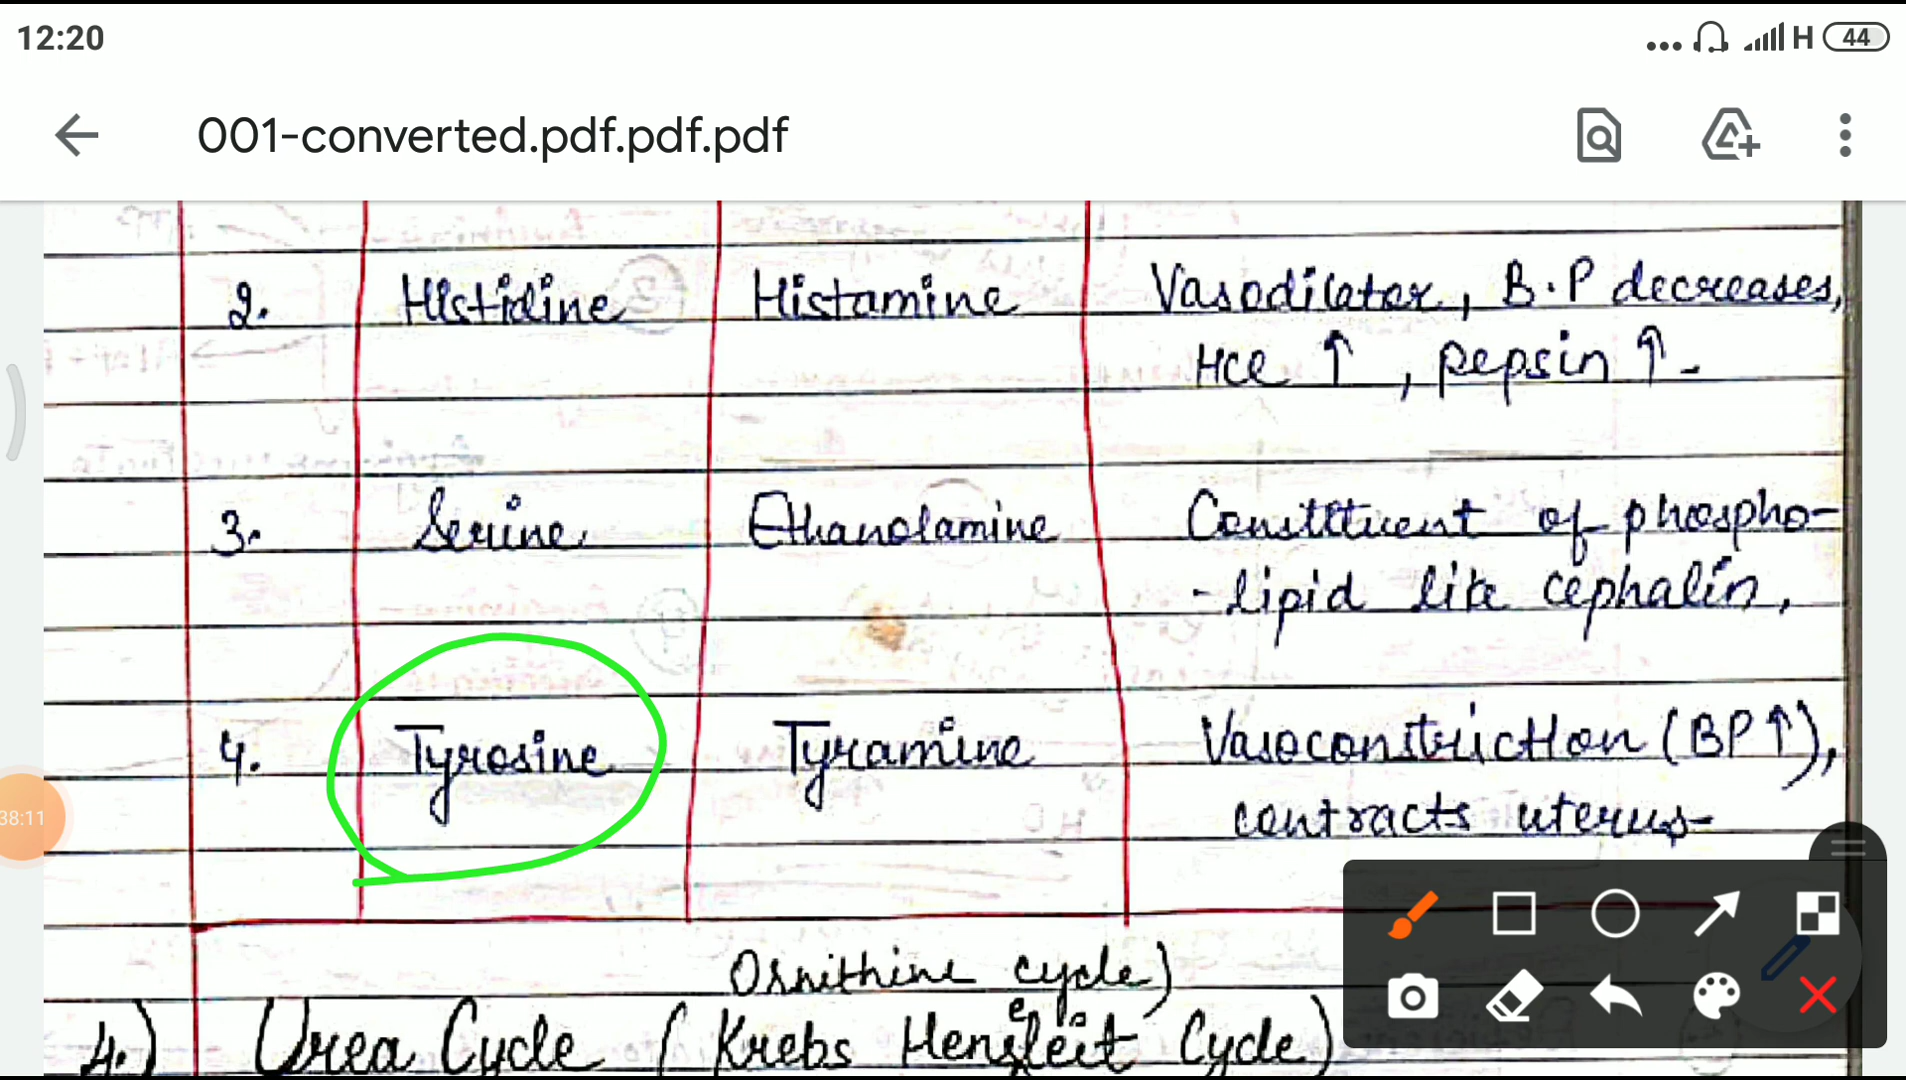 12:20
H 44
001-converted.pdf.pdf.pdf
2. Histidine Histamine Vasodilator, B.P decreases,
HCl ↑, pepsin ↑-
3. Serine Ethanolamine Constituent of phospho-
-lipid like cephalin,
4. Tyrosine Tyramine Vasoconstriction (BP↑),
contracts uterus-
38:11
Ornithine cycle)
4.) Urea Cycle ( Krebs Henseleit Cycle)